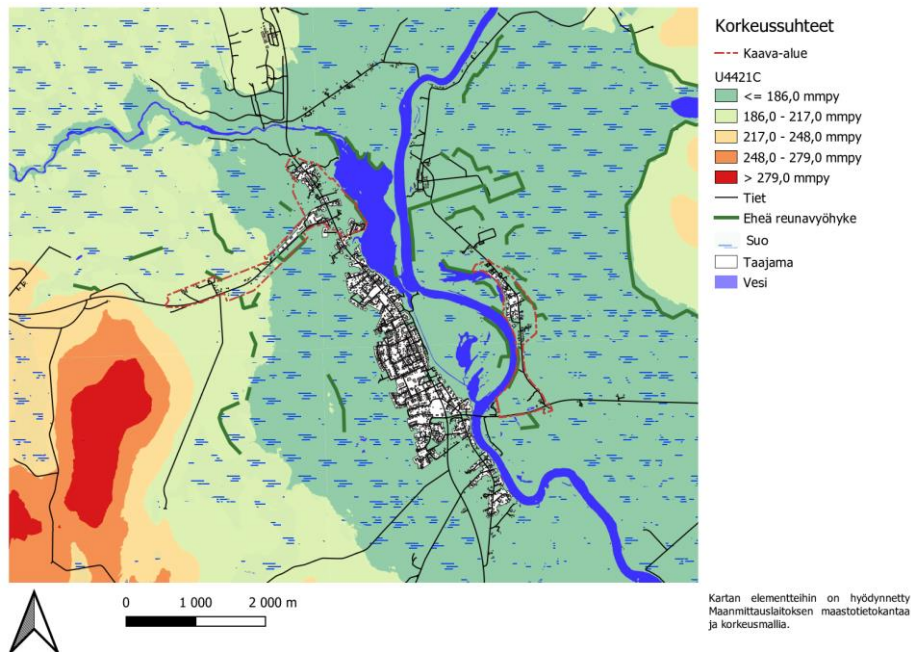 Korkeussuhteet
Kaava-alue
U4421C
<= 186,0 mmpy
186,0 - 217,0 mmpy
217,0 - 248,0 mmpy
248,0 - 279,0 mmpy
> 279,0 mmpy
Tiet
Eheä reunavyöhyke
Suo
Taajama
Vesi
0 1 000 2 000 m
Kartan elementteihin on hyödynnetty
Maanmittauslaitoksen maastotietokantaa
ja korkeusmallia.